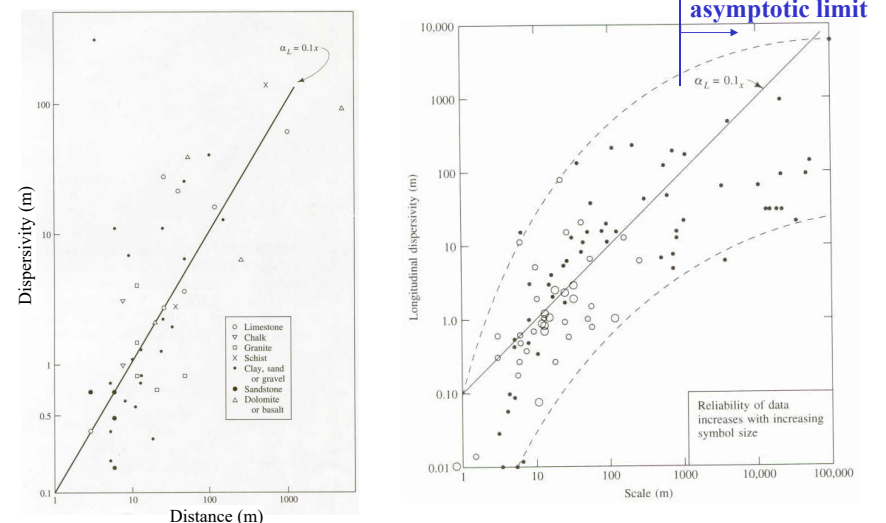 asymptotic limit
α_L = 0.1x
Dispersivity (m)
100
10
1
0.5
0.1
Limestone
Chalk
Granite
Schist
Clay, sand
or gravel
Sandstone
Dolomite
or basalt
1
10
100
1000
Distance (m)
10,000
1000
100
10
1.0
0.10
0.01
Longitudinal dispersivity (m)
α_L = 0.1x
Reliability of data
increases with increasing
symbol size
1
10
100
1000
10,000
100,000
Scale (m)